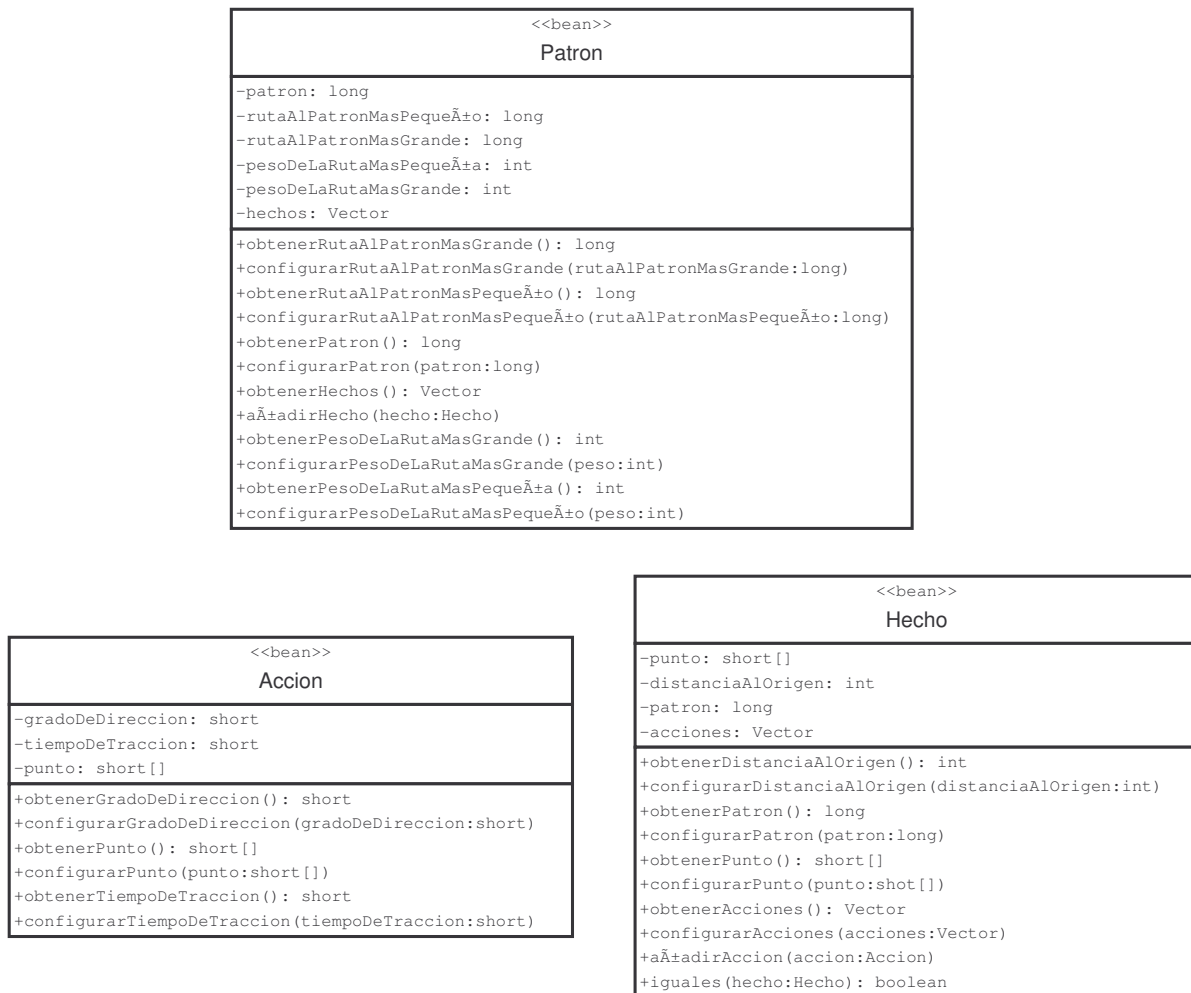 <<bean>>
Patron
-patron: long
-rutaAlPatronMasPequeÃ±o: long
-rutaAlPatronMasGrande: long
-pesoDeLaRutaMasPequeÃ±a: int
-pesoDeLaRutaMasGrande: int
-hechos: Vector
+obtenerRutaAlPatronMasGrande(): long
+configurarRutaAlPatronMasGrande(rutaAlPatronMasGrande:long)
+obtenerRutaAlPatronMasPequeÃ±o(): long
+configurarRutaAlPatronMasPequeÃ±o(rutaAlPatronMasPequeÃ±o:long)
+obtenerPatron(): long
+configurarPatron(patron:long)
+obtenerHechos(): Vector
+aÃ±adirHecho(hecho:Hecho)
+obtenerPesoDeLaRutaMasGrande(): int
+configurarPesoDeLaRutaMasGrande(peso:int)
+obtenerPesoDeLaRutaMasPequeÃ±a(): int
+configurarPesoDeLaRutaMasPequeÃ±o(peso:int)
<<bean>>
Accion
-gradoDeDireccion: short
-tiempoDeTraccion: short
-punto: short[]
+obtenerGradoDeDireccion(): short
+configurarGradoDeDireccion(gradoDeDireccion:short)
+obtenerPunto(): short[]
+configurarPunto(punto:short[])
+obtenerTiempoDeTraccion(): short
+configurarTiempoDeTraccion(tiempoDeTraccion:short)
<<bean>>
Hecho
-punto: short[]
-distanciaAlOrigen: int
-patron: long
-acciones: Vector
+obtenerDistanciaAlOrigen(): int
+configurarDistanciaAlOrigen(distanciaAlOrigen:int)
+obtenerPatron(): long
+configurarPatron(patron:long)
+obtenerPunto(): short[]
+configurarPunto(punto:shot[])
+obtenerAcciones(): Vector
+configurarAcciones(acciones:Vector)
+aÃ±adirAccion(accion:Accion)
+iguales(hecho:Hecho): boolean